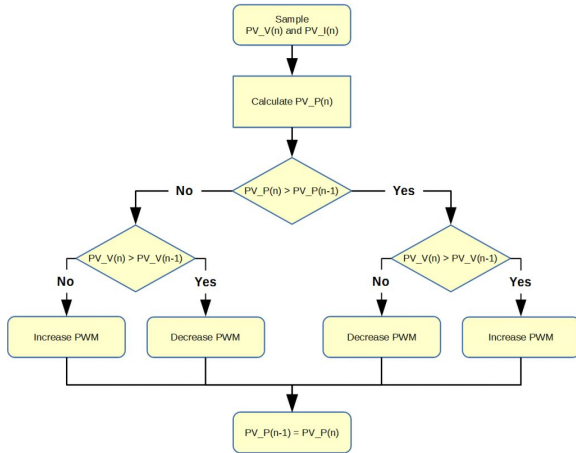 Sample
PV_V(n) and PV_I(n)
Calculate PV_P(n)
PV_P(n) > PV_P(n-1)
No
Yes
PV_V(n) > PV_V(n-1)
PV_V(n) > PV_V(n-1)
No
Yes
No
Yes
Increase PWM
Decrease PWM
Decrease PWM
Increase PWM
PV_P(n-1) = PV_P(n)